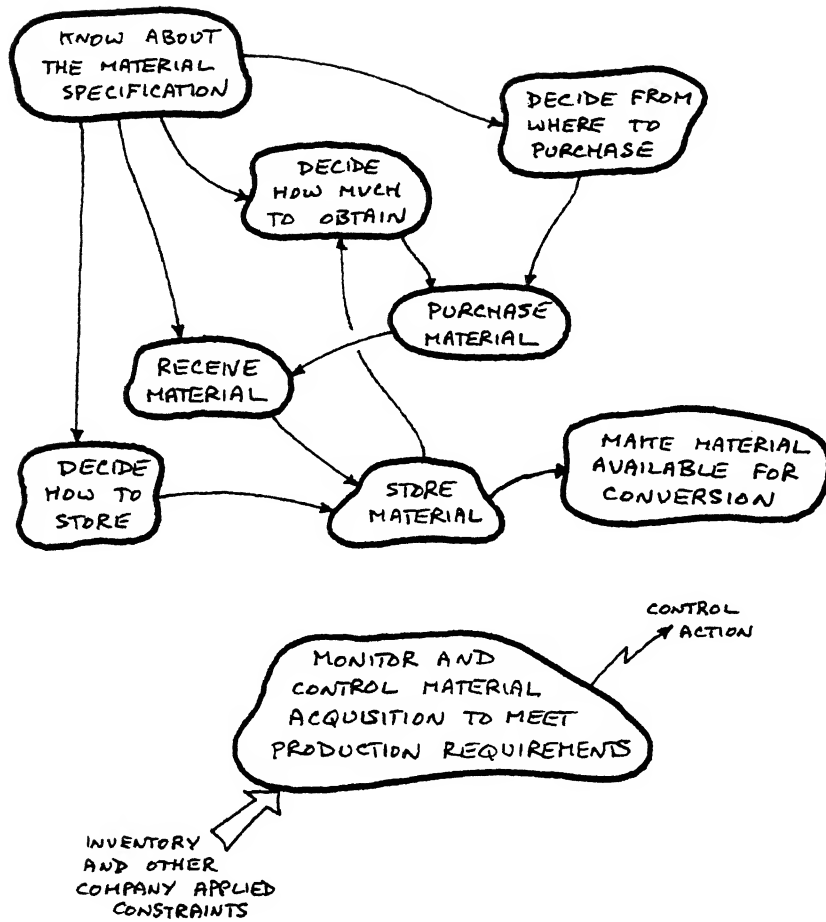 KNOW ABOUT
THE MATERIAL
SPECIFICATION
DECIDE FROM
WHERE TO
PURCHASE
DECIDE
HOW MUCH
TO OBTAIN
PURCHASE
MATERIAL
RECEIVE
MATERIAL
DECIDE
HOW TO
STORE
STORE
MATERIAL
MAKE MATERIAL
AVAILABLE FOR
CONVERSION
CONTROL
ACTION
MONITOR AND
CONTROL MATERIAL
ACQUISITION TO MEET
PRODUCTION REQUIREMENTS
INVENTORY
AND OTHER
COMPANY APPLIED
CONSTRAINTS